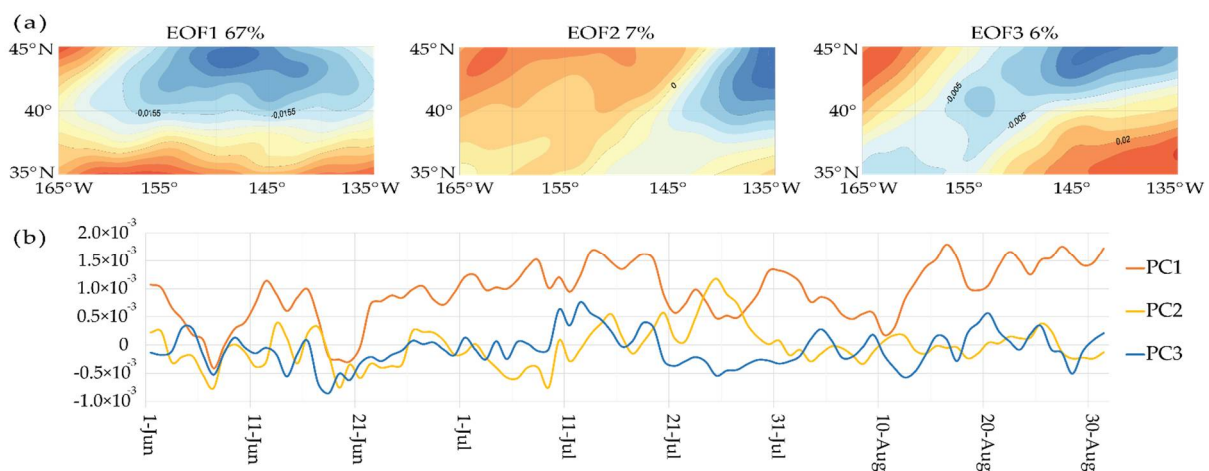 (a)
EOF1 67% EOF2 7% EOF3 6%
45°N 45°N 45°N
-0,0155 -0,0155 0 -0,005 -0,005 0,02
40° 40° 40°
35°N 35°N 35°N
165°W 155° 145° 135°W 165°W 155° 145° 135°W 165°W 155° 145° 135°W
(b)
2.0×10⁻³
1.5×10⁻³
1.0×10⁻³
0.5×10⁻³
0
-0.5×10⁻³
-1.0×10⁻³
PC1
PC2
PC3
1-Jun 11-Jun 21-Jun 1-Jul 11-Jul 21-Jul 31-Jul 10-Aug 20-Aug 30-Aug